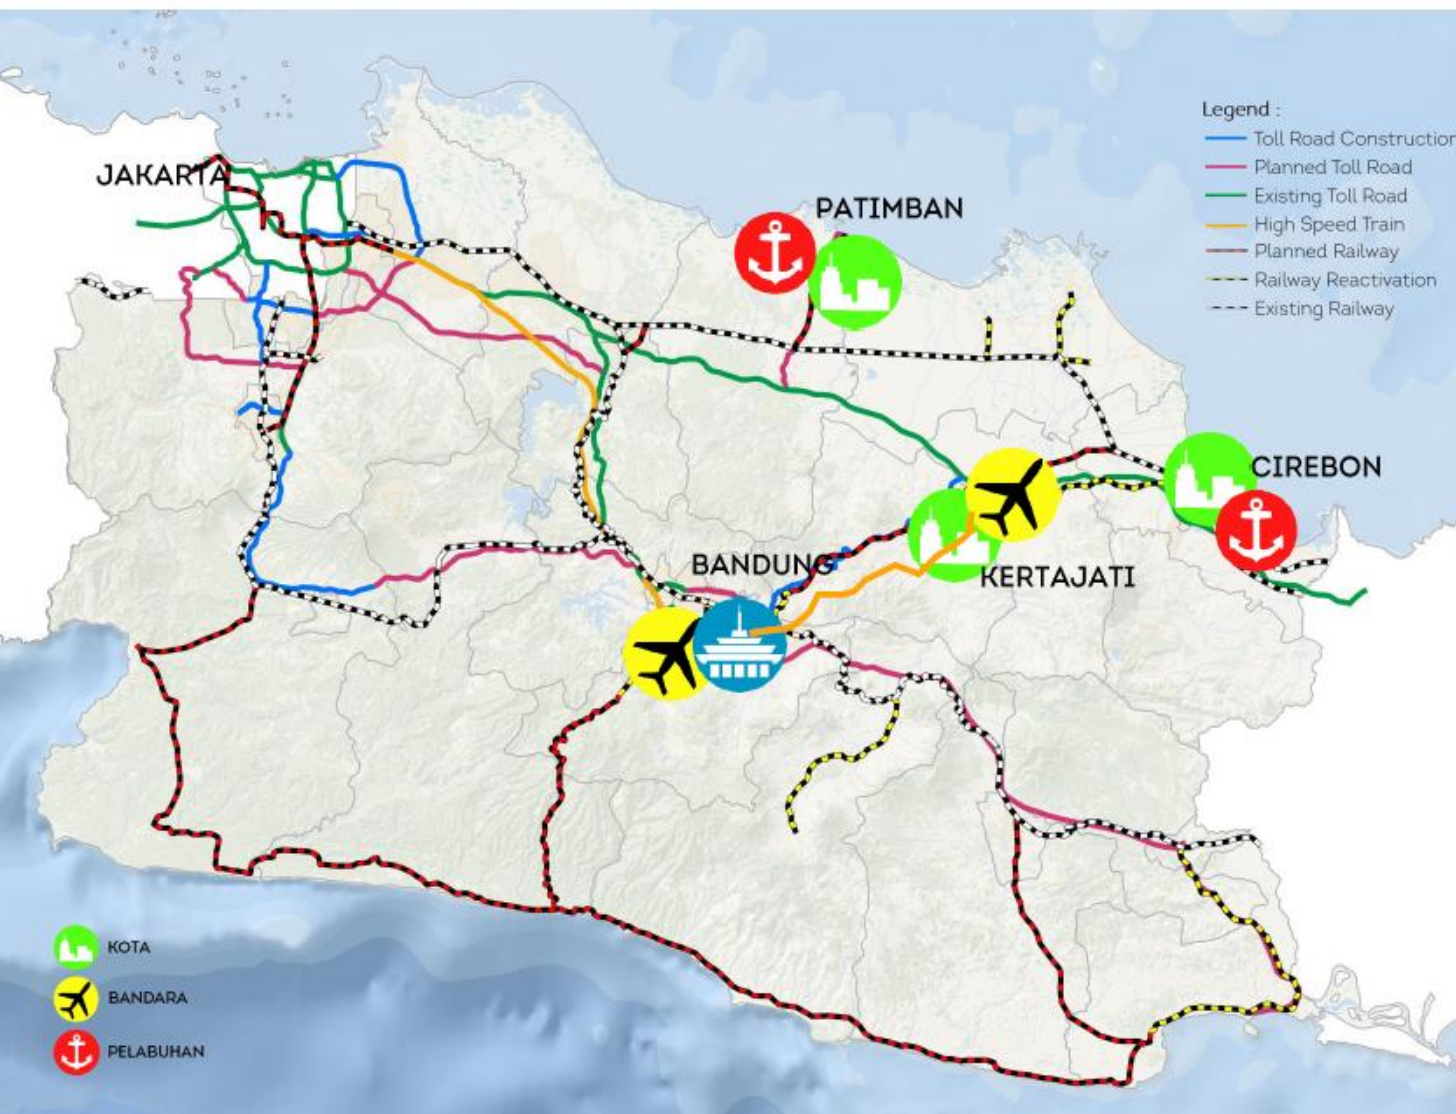 Legend :
Toll Road Construction
Planned Toll Road
Existing Toll Road
High Speed Train
Planned Railway
Railway Reactivation
Existing Railway
JAKARTA
PATIMBAN
CIREBON
BANDUNG
KERTAJATI
KOTA
BANDARA
PELABUHAN